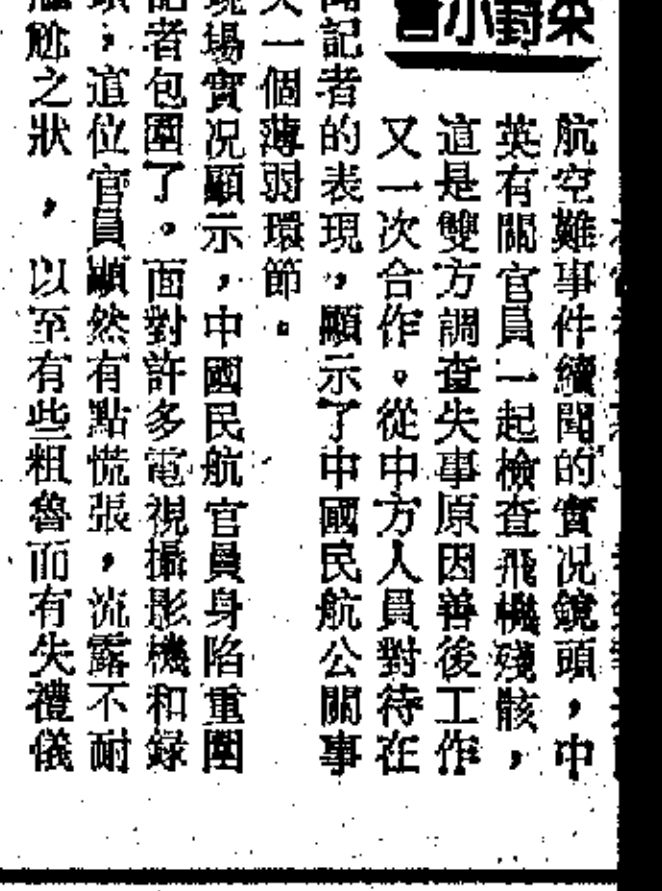 航空難事件續聞的實況鏡頭，中
英有關官員一起檢查飛機殘骸，
這是雙方調查失事原因善後工作
又一次合作。從中方人員對待在
聞記者的表現，顯示了中國民航公關事
一個薄弱環節。
現場實況顯示，中國民航官員身陷重圍
記者包圍了。面對許多電視攝影機和錄
，這位官員顯然有點慌張，流露不耐
尬之狀，以至有些粗魯而有失禮儀